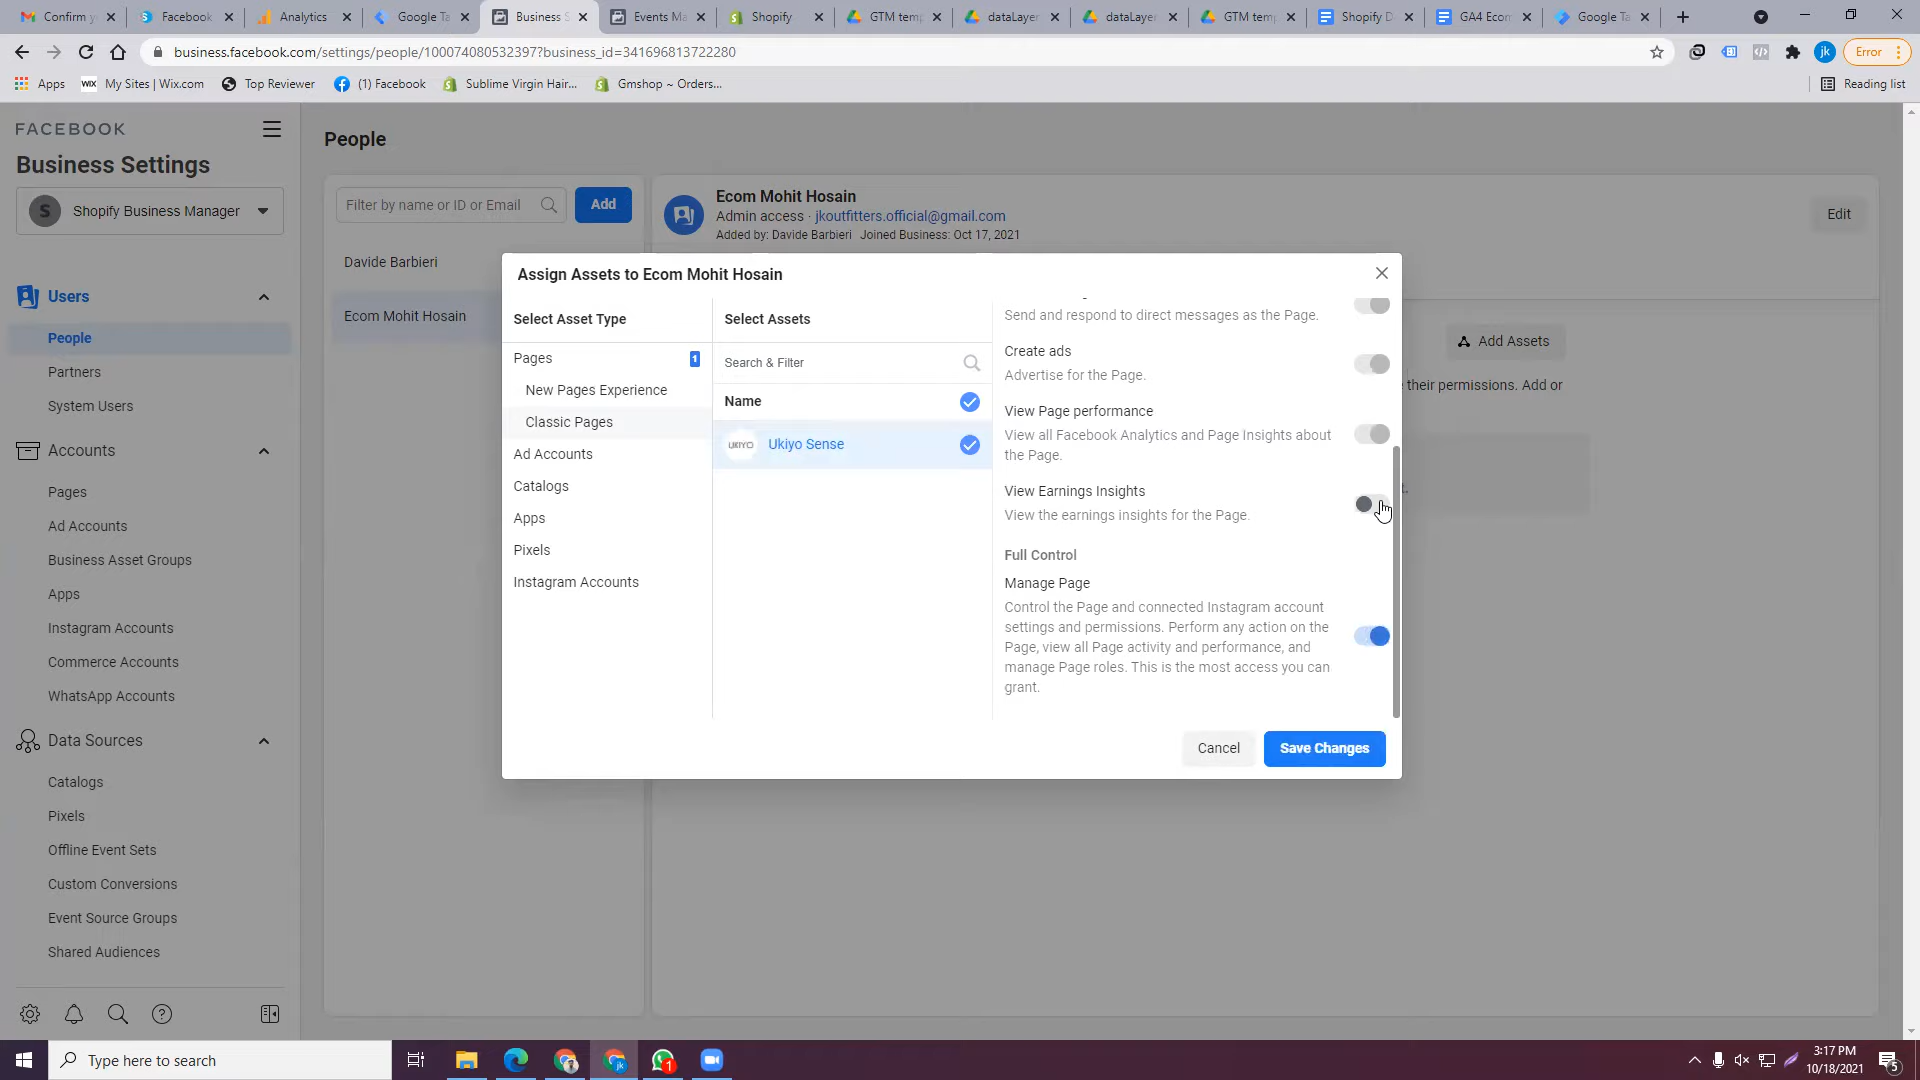 Confirm y
Facebook
Analytics
Google Ta
Business S
Events Ma
Shopify
GTM temp
dataLayer
dataLayer
GTM temp
Shopify D
GA4 Ecom
Google Ta
business.facebook.com/settings/people/100074080532397?business_id=341696813722280
jk
Error
Apps
WIX My Sites | Wix.com
Top Reviewer
(1) Facebook
Sublime Virgin Hair...
Gmshop ~ Orders...
Reading list
FACEBOOK
Business Settings
S Shopify Business Manager
Users
People
Partners
System Users
Accounts
Pages
Ad Accounts
Business Asset Groups
Apps
Instagram Accounts
Commerce Accounts
WhatsApp Accounts
Data Sources
Catalogs
Pixels
Offline Event Sets
Custom Conversions
Event Source Groups
Shared Audiences
People
Filter by name or ID or Email
Add
Davide Barbieri
Ecom Mohit Hosain
Ecom Mohit Hosain
Admin access · jkoutfitters.official@gmail.com
Added by: Davide Barbieri Joined Business: Oct 17, 2021
Edit
Add Assets
their permissions. Add or
Assign Assets to Ecom Mohit Hosain
Select Asset Type
Pages 1
New Pages Experience
Classic Pages
Ad Accounts
Catalogs
Apps
Pixels
Instagram Accounts
Select Assets
Search & Filter
Name
UKIYO Ukiyo Sense
Send and respond to direct messages as the Page.
Create ads
Advertise for the Page.
View Page performance
View all Facebook Analytics and Page Insights about
the Page.
View Earnings Insights
View the earnings insights for the Page.
Full Control
Manage Page
Control the Page and connected Instagram account
settings and permissions. Perform any action on the
Page, view all Page activity and performance, and
manage Page roles. This is the most access you can
grant.
Cancel
Save Changes
Type here to search
jk
1
3:17 PM
10/18/2021
5